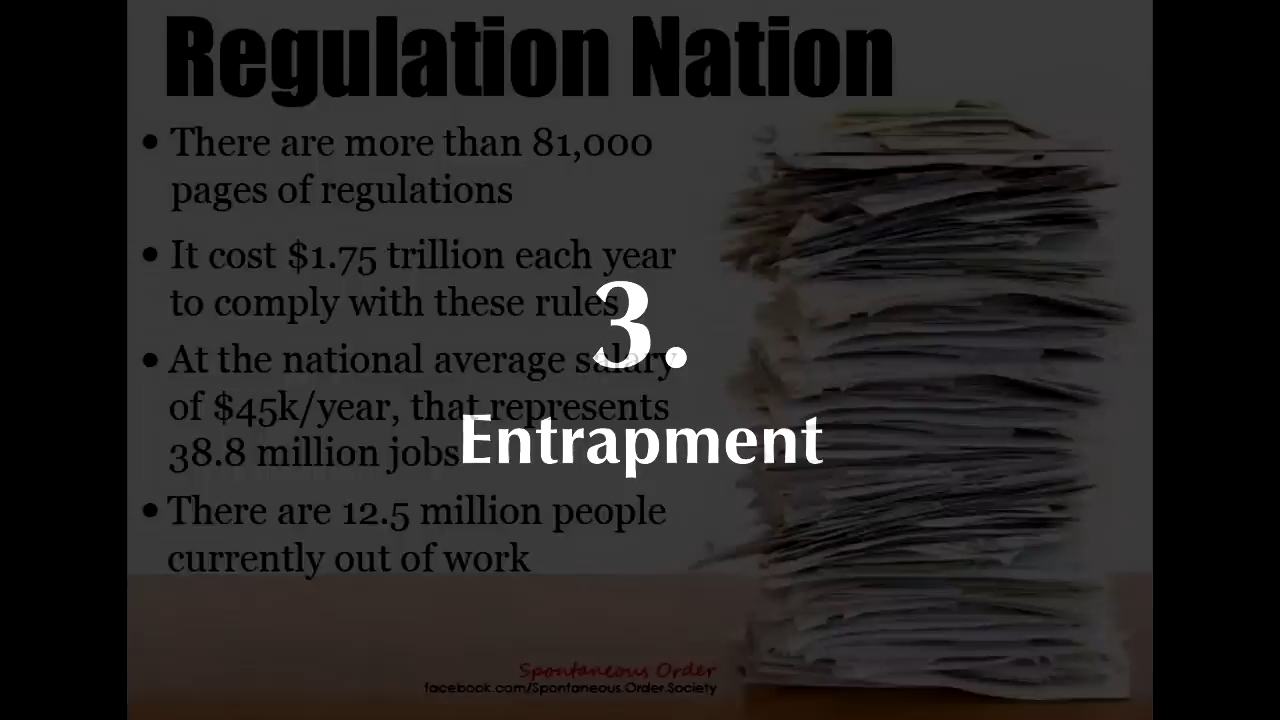 Regulation Nation
• There are more than 81,000
pages of regulations
• It cost $1.75 trillion each year
to comply with these rules
3.
• At the national average salary
of $45k/year, that represents
38.8 million jobs
Entrapment
• There are 12.5 million people
currently out of work
Spontaneous Order
facebook.com/Spontaneous.Order.Society